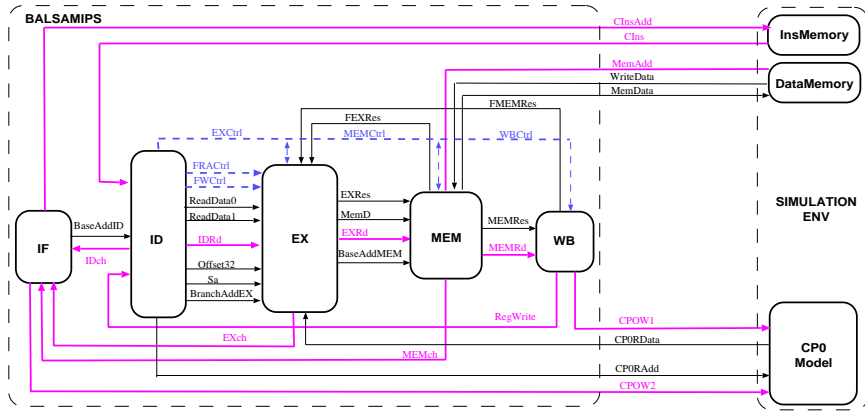 BALSAMIPS
CInsAdd
CIns
InsMemory
MemAdd
WriteData
DataMemory
MemData
FMEMRes
FEXRes
EXCtrl
MEMCtrl
WBCtrl
FRACtrl
FWCtrl
ReadData0
EXRes
ReadData1
MemD
SIMULATION
ENV
BaseAddID
IF
ID
IDRd
EX
EXRd
MEM
MEMRes
WB
IDch
BaseAddMEM
MEMRd
Offset32
Sa
BranchAddEX
RegWrite
CPOW1
EXch
CP0RData
CP0
Model
MEMch
CP0RAdd
CPOW2